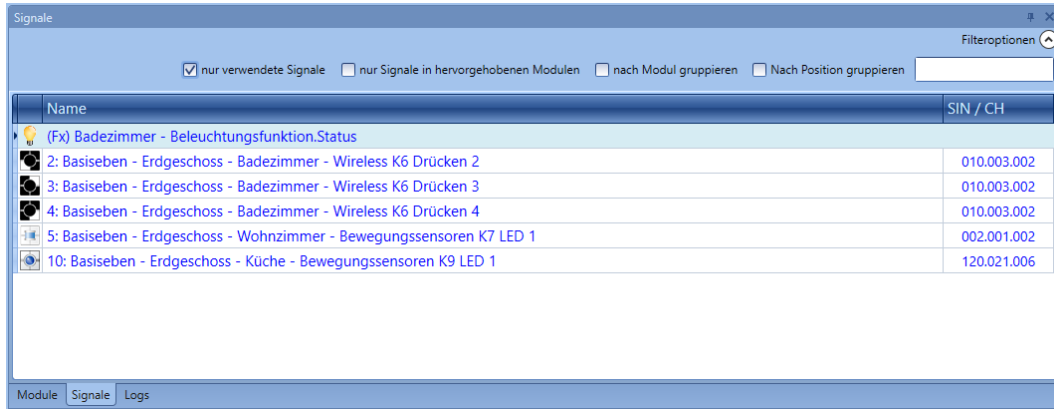 Signale
Filteroptionen
nur verwendete Signale nur Signale in hervorgehobenen Modulen nach Modul gruppieren Nach Position gruppieren
Name SIN / CH
(Fx) Badezimmer - Beleuchtungsfunktion.Status
2: Basiseben - Erdgeschoss - Badezimmer - Wireless K6 Drücken 2 010.003.002
3: Basiseben - Erdgeschoss - Badezimmer - Wireless K6 Drücken 3 010.003.002
4: Basiseben - Erdgeschoss - Badezimmer - Wireless K6 Drücken 4 010.003.002
5: Basiseben - Erdgeschoss - Wohnzimmer - Bewegungssensoren K7 LED 1 002.001.002
10: Basiseben - Erdgeschoss - Küche - Bewegungssensoren K9 LED 1 120.021.006
Module Signale Logs